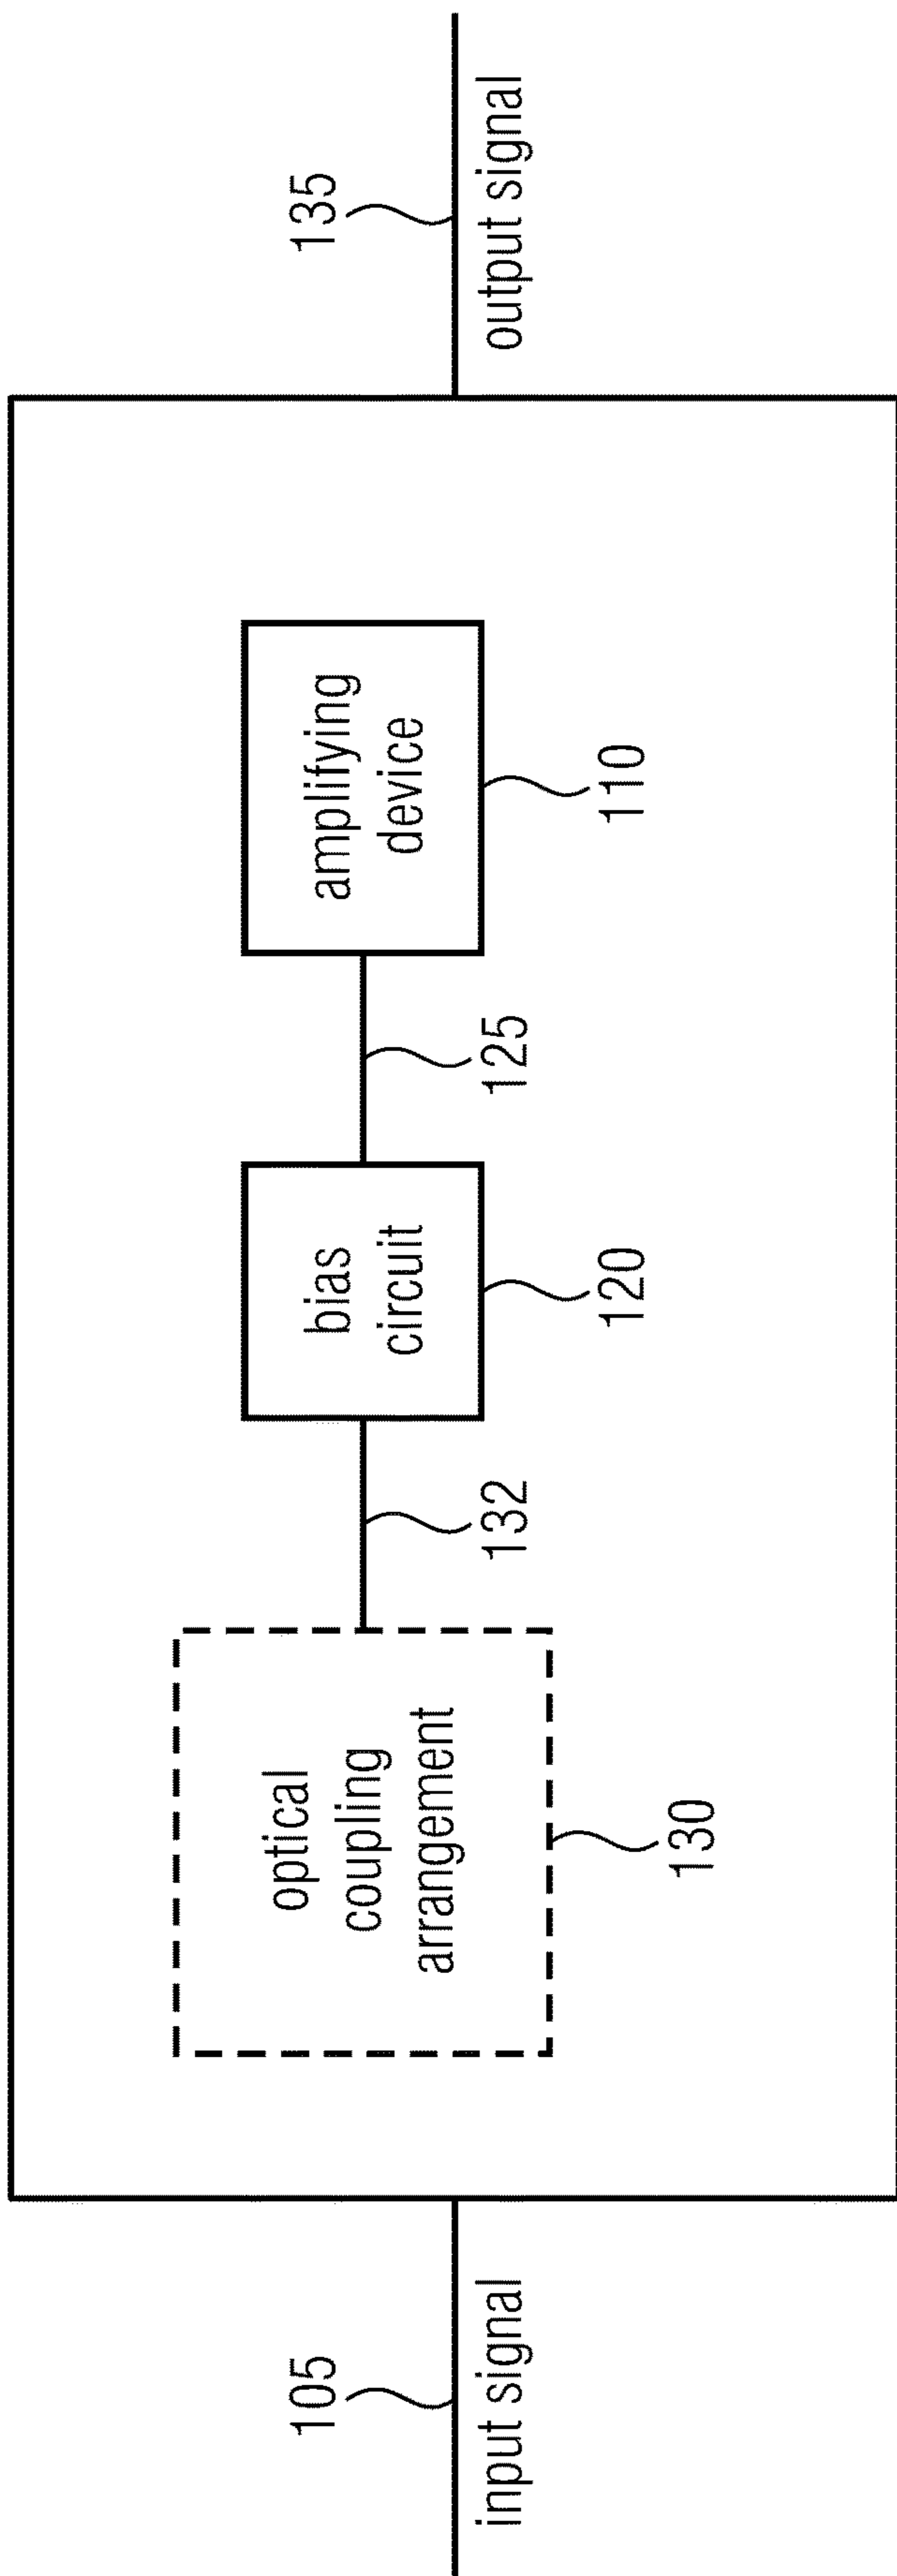 105
input signal
optical
coupling
arrangement
130
132
bias
circuit
120
125
amplifying
device
110
135
output signal